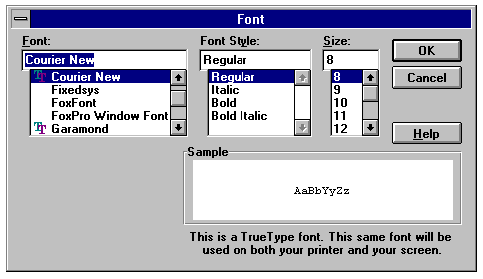 Font
Font: Font Style: Size:
Courier New Regular 8 OK
Courier New Regular 8 Cancel
Fixedsys Italic 9
FoxFont Bold 10
FoxPro Window Font Bold Italic 11
Garamond 12 Help
Sample
AaBbYyZz
This is a TrueType font. This same font will be
used on both your printer and your screen.